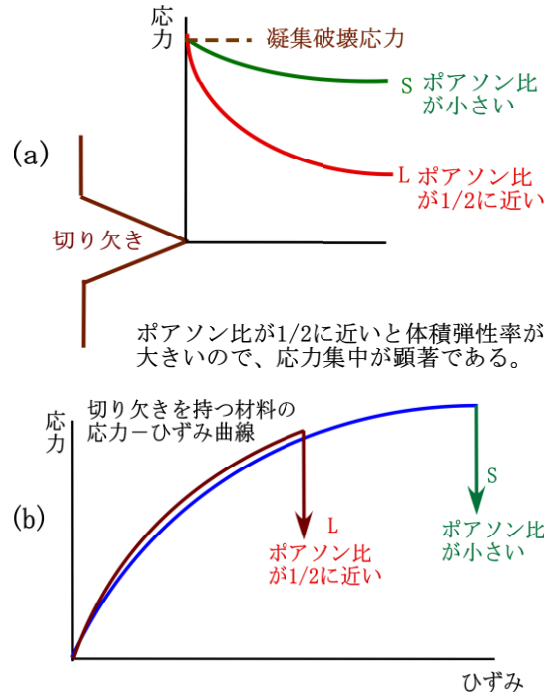 応力
凝集破壊応力
S ポアソン比
が小さい
(a)
L ポアソン比
が1/2に近い
切り欠き
ポアソン比が1/2に近いと体積弾性率が
大きいので、応力集中が顕著である。
応力
切り欠きを持つ材料の
応力－ひずみ曲線
(b)
S
ポアソン比
が小さい
L
ポアソン比
が1/2に近い
ひずみ